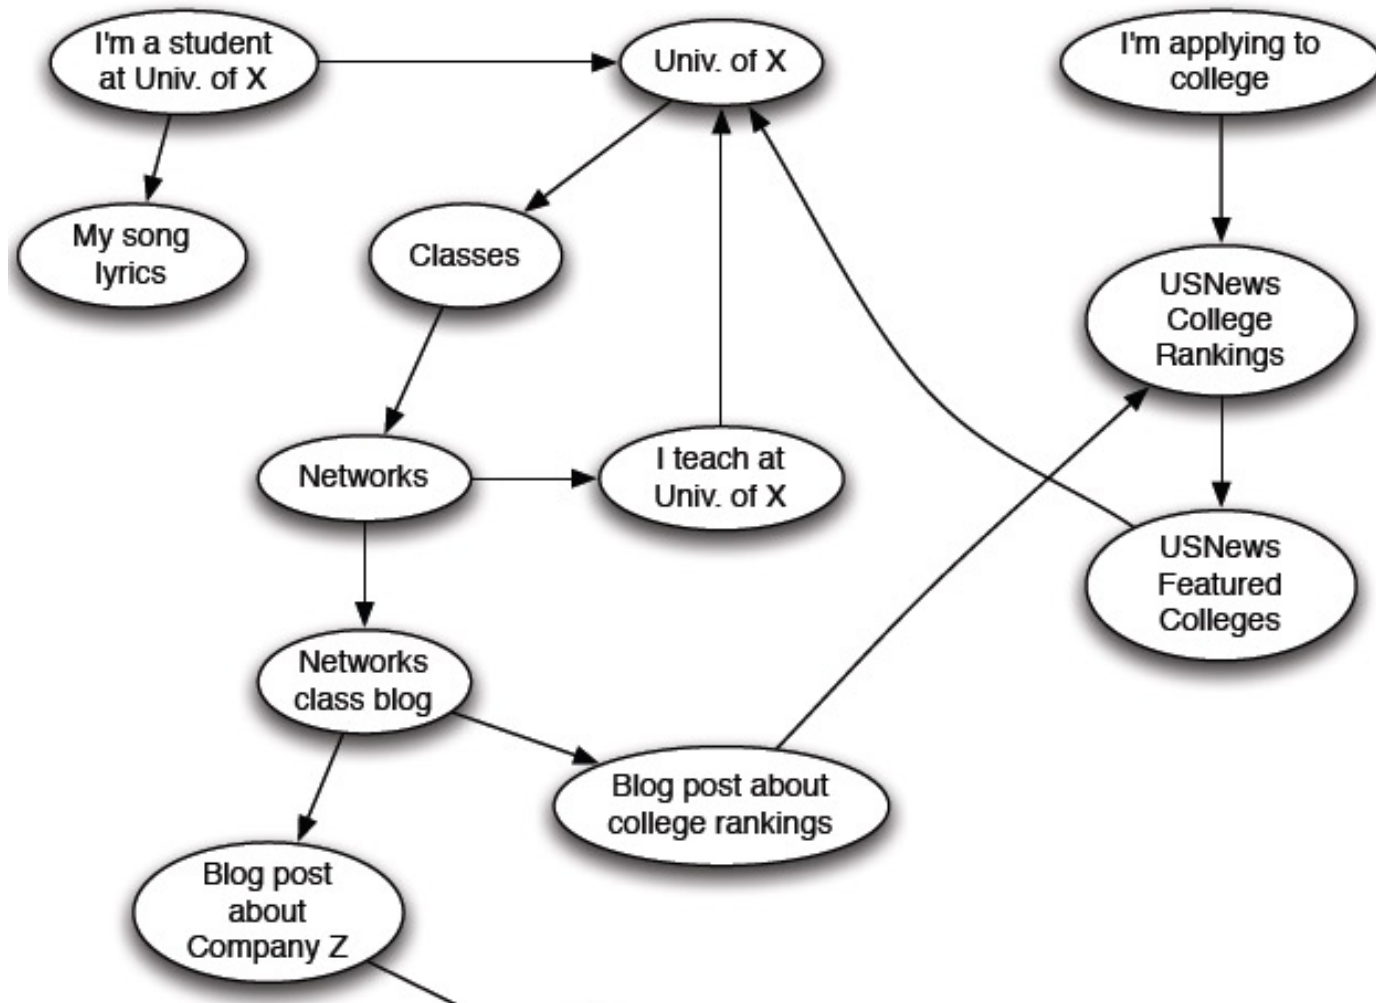 I'm a student
at Univ. of X
Univ. of X
I'm applying to
college
My song
lyrics
Classes
USNews
College
Rankings
Networks
I teach at
Univ. of X
USNews
Featured
Colleges
Networks
class blog
Blog post about
college rankings
Blog post
about
Company Z